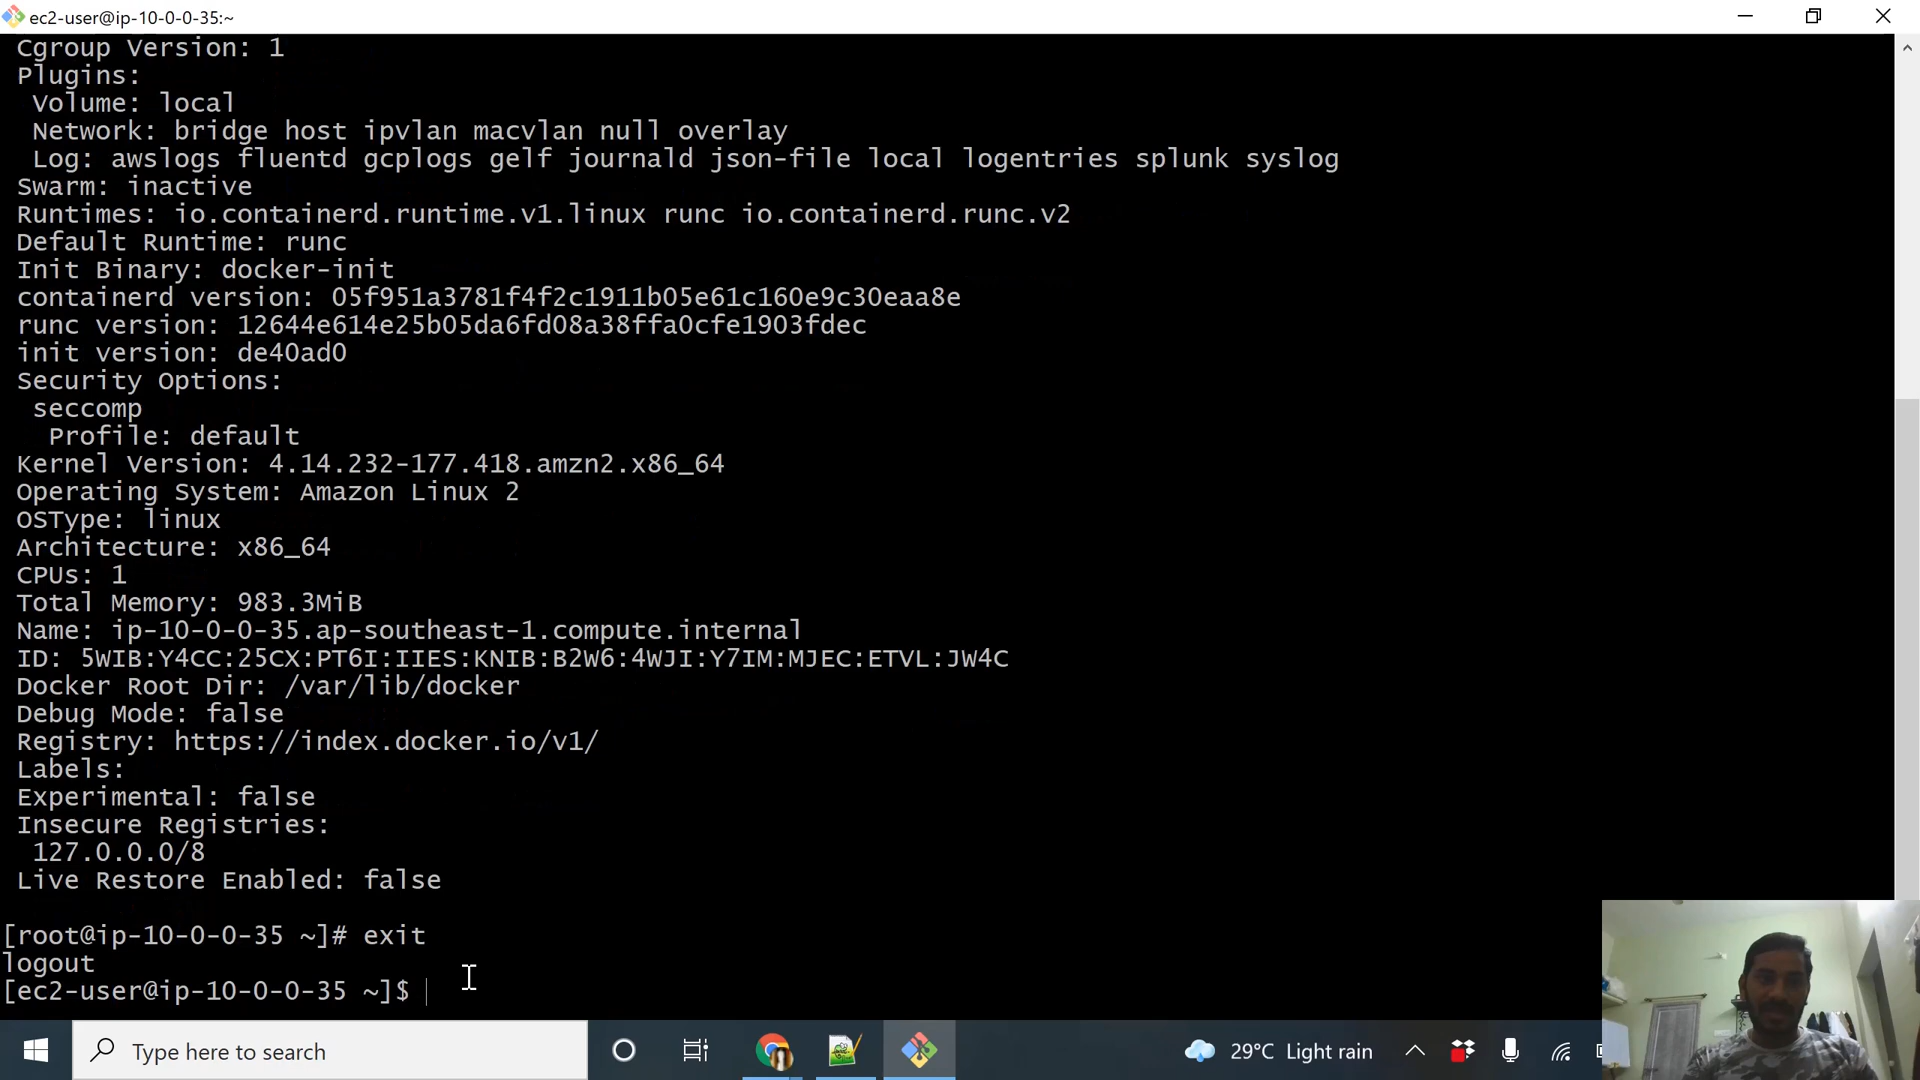 ec2-user@ip-10-0-0-35:~
Cgroup Version: 1
Plugins:
Volume: local
Network: bridge host ipvlan macvlan null overlay
Log: awslogs fluentd gcplogs gelf journald json-file local logentries splunk syslog
Swarm: inactive
Runtimes: io.containerd.runtime.v1.linux runc io.containerd.runc.v2
Default Runtime: runc
Init Binary: docker-init
containerd version: 05f951a3781f4f2c1911b05e61c160e9c30eaa8e
runc version: 12644e614e25b05da6fd08a38ffa0cfe1903fdec
init version: de40ad0
Security Options:
seccomp
Profile: default
Kernel Version: 4.14.232-177.418.amzn2.x86_64
Operating System: Amazon Linux 2
OSType: linux
Architecture: x86_64
CPUs: 1
Total Memory: 983.3MiB
Name: ip-10-0-0-35.ap-southeast-1.compute.internal
ID: 5WIB:Y4CC:25CX:PT6I:IIES:KNIB:B2W6:4WJI:Y7IM:MJEC:ETVL:JW4C
Docker Root Dir: /var/lib/docker
Debug Mode: false
Registry: https://index.docker.io/v1/
Labels:
Experimental: false
Insecure Registries:
127.0.0.0/8
Live Restore Enabled: false
[root@ip-10-0-0-35 ~]# exit
logout
[ec2-user@ip-10-0-0-35 ~]$
Type here to search
29°C Light rain